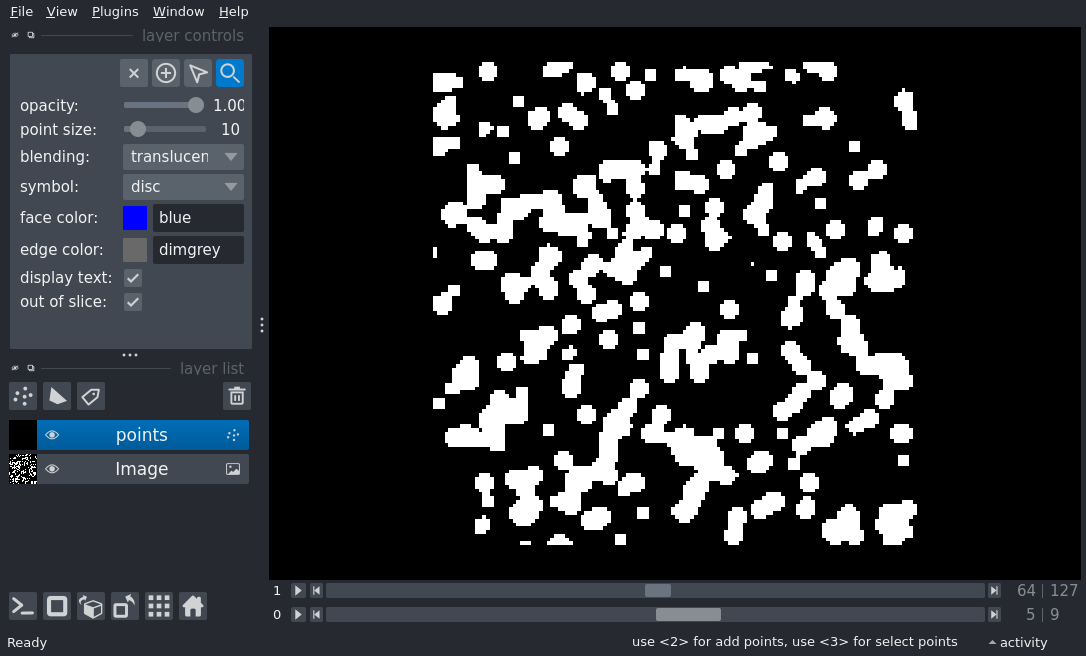 File View Plugins Window Help
layer controls
opacity: 1.00
point size: 10
blending: translucen
symbol: disc
face color: blue
edge color: dimgrey
display text:
out of slice:
layer list
points
Image
1 64 | 127
0 5 | 9
Ready use <2> for add points, use <3> for select points activity